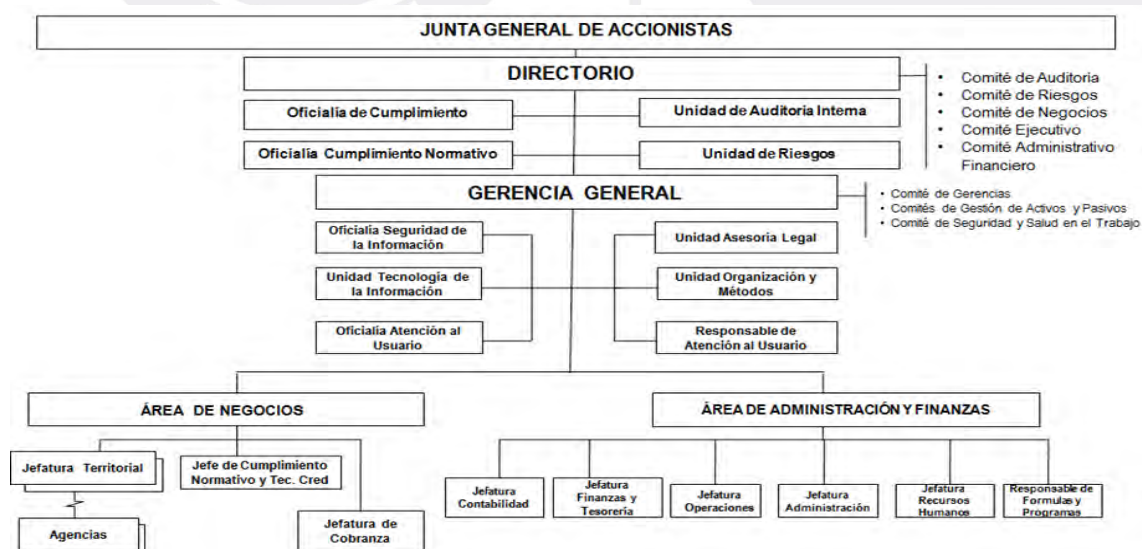 JUNTA GENERAL DE ACCIONISTAS
DIRECTORIO
• Comité de Auditoria
• Comité de Riesgos
• Comité de Negocios
• Comité Ejecutivo
• Comité Administrativo
Financiero
Oficialía de Cumplimiento
Unidad de Auditoria Interna
Oficialía Cumplimiento Normativo
Unidad de Riesgos
GERENCIA GENERAL
• Comité de Gerencias
• Comités de Gestión de Activos y Pasivos
• Comité de Seguridad y Salud en el Trabajo
Oficialía Seguridad de
la Información
Unidad Asesoría Legal
Unidad Tecnología de
la Información
Unidad Organización y
Métodos
Oficialía Atención al
Usuario
Responsable de
Atención al Usuario
ÁREA DE NEGOCIOS
ÁREA DE ADMINISTRACIÓN Y FINANZAS
Jefatura Territorial
Jefe de Cumplimiento
Normativo y Tec. Cred
Agencias
Jefatura de
Cobranza
Jefatura
Contabilidad
Jefatura
Finanzas y
Tesorería
Jefatura
Operaciones
Jefatura
Administración
Jefatura
Recursos
Humanos
Responsable de
Formulas y
Programas